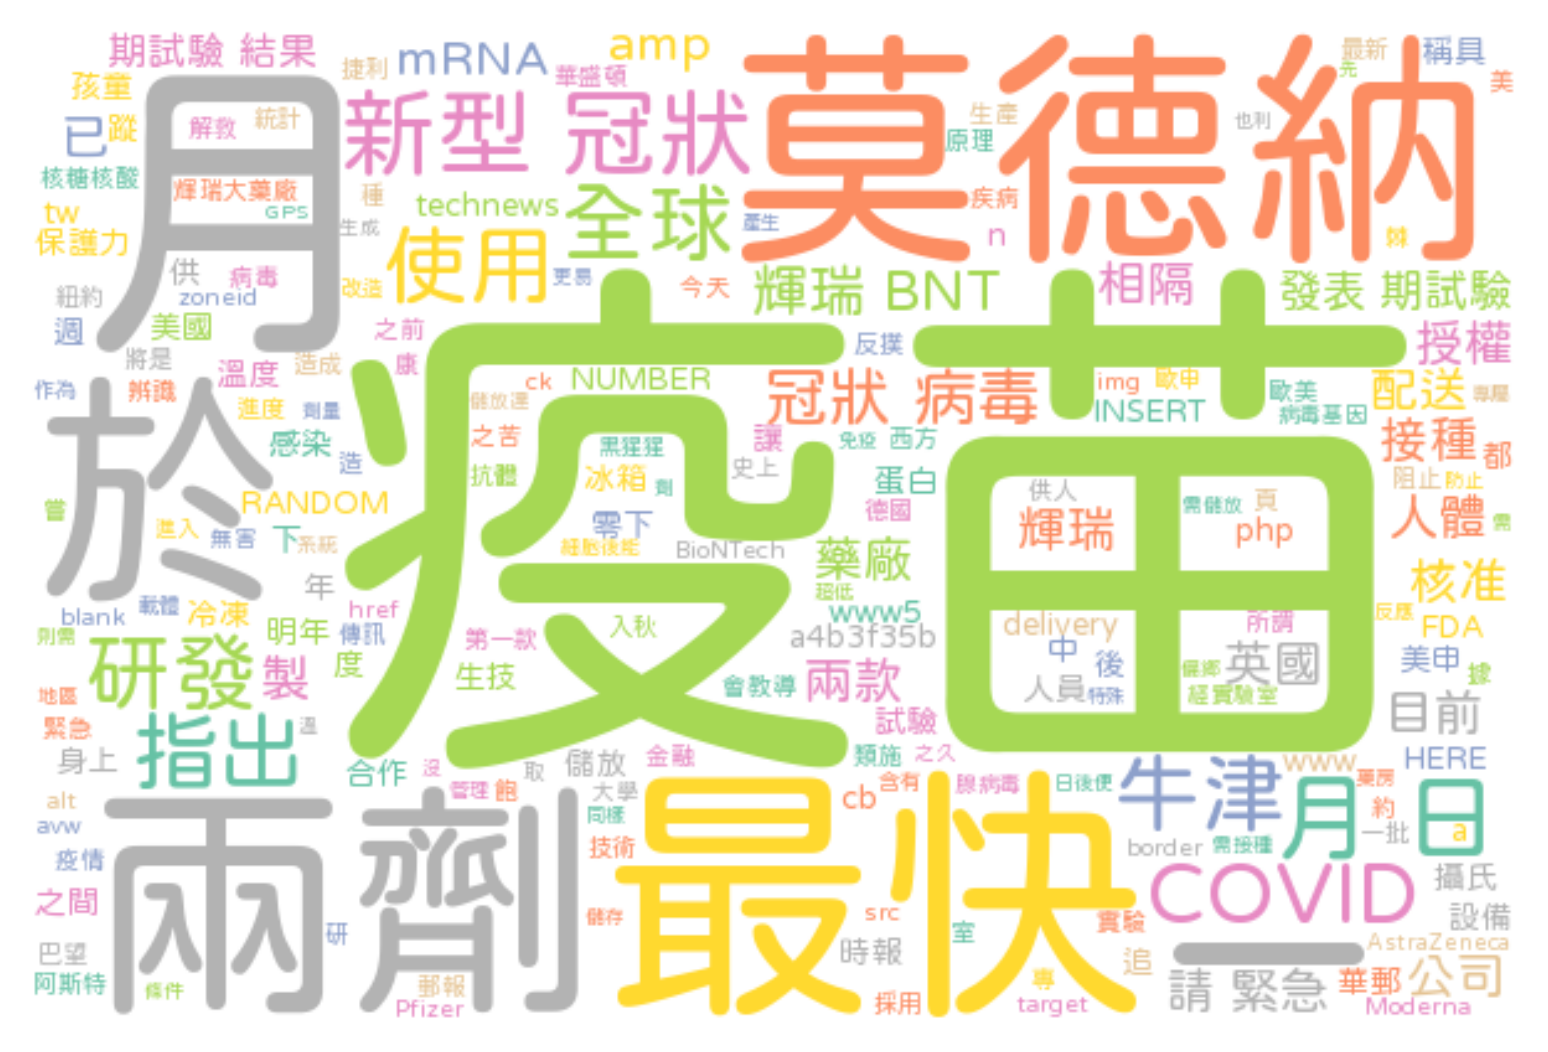 期試驗 結果
捷利
mRNA
華盛頓
amp
莫德納
最新
先
稱具
美
孩童
已
蹤
月
解救
統計
新型 冠狀
生產
原理
也利
核糖核酸
輝瑞大藥廠
GPS
種
technews
全球
產生
疾病
n
棘
tw
保護力
生成
供
病毒
zoneid
改造
使用
更易
今天
輝瑞 BNT
相隔
發表 期試驗
紐約
週
美國
之前
康
疫苗
反撲
授權
將是
溫度
造成
作為
辨識
進度
劑量
ck
NUMBER
儲放運
冠狀 病毒
img
歐申
INSERT
歐美
病毒基因
配送
專屬
於
感染
造
之苦
抗體
黑猩猩
冰箱
劑
讓
史上
免疫
西方
蛋白
德國
接種
都
阻止
防止
嘗
RANDOM
進入
無害
下
系統
零下
細胞後能
BioNTech
藥廠
超低
供人
輝瑞
需儲放
頁
php
人體
需
年
blank
載體
冷凍
href
www5
a4b3f35b
核准
反應
則需
研發
製
明年
傳訊
度
第一款
入秋
生技
會教導
兩款
delivery
中
後
人員
特殊
所謂
英國
偏鄉
經實驗室
FDA
美申
據
地區
緊急
指出
溫
試驗
目前
身上
合作
沒
取
儲放
金融
類施
之久
牛津
www
HERE
alt
avw
兩劑
管理
飽
大學
同樣
最快
cb
含有
腺病毒
日後便
月
日
藥房
約
一批
a
疫情
技術
border
需接種
之間
COVID
攝氏
巴望
研
儲存
src
時報
室
實驗
追
一
設備
AstraZeneca
阿斯特
條件
郵報
Pfizer
採用
專
target
請 緊急
華郵
公司
Moderna